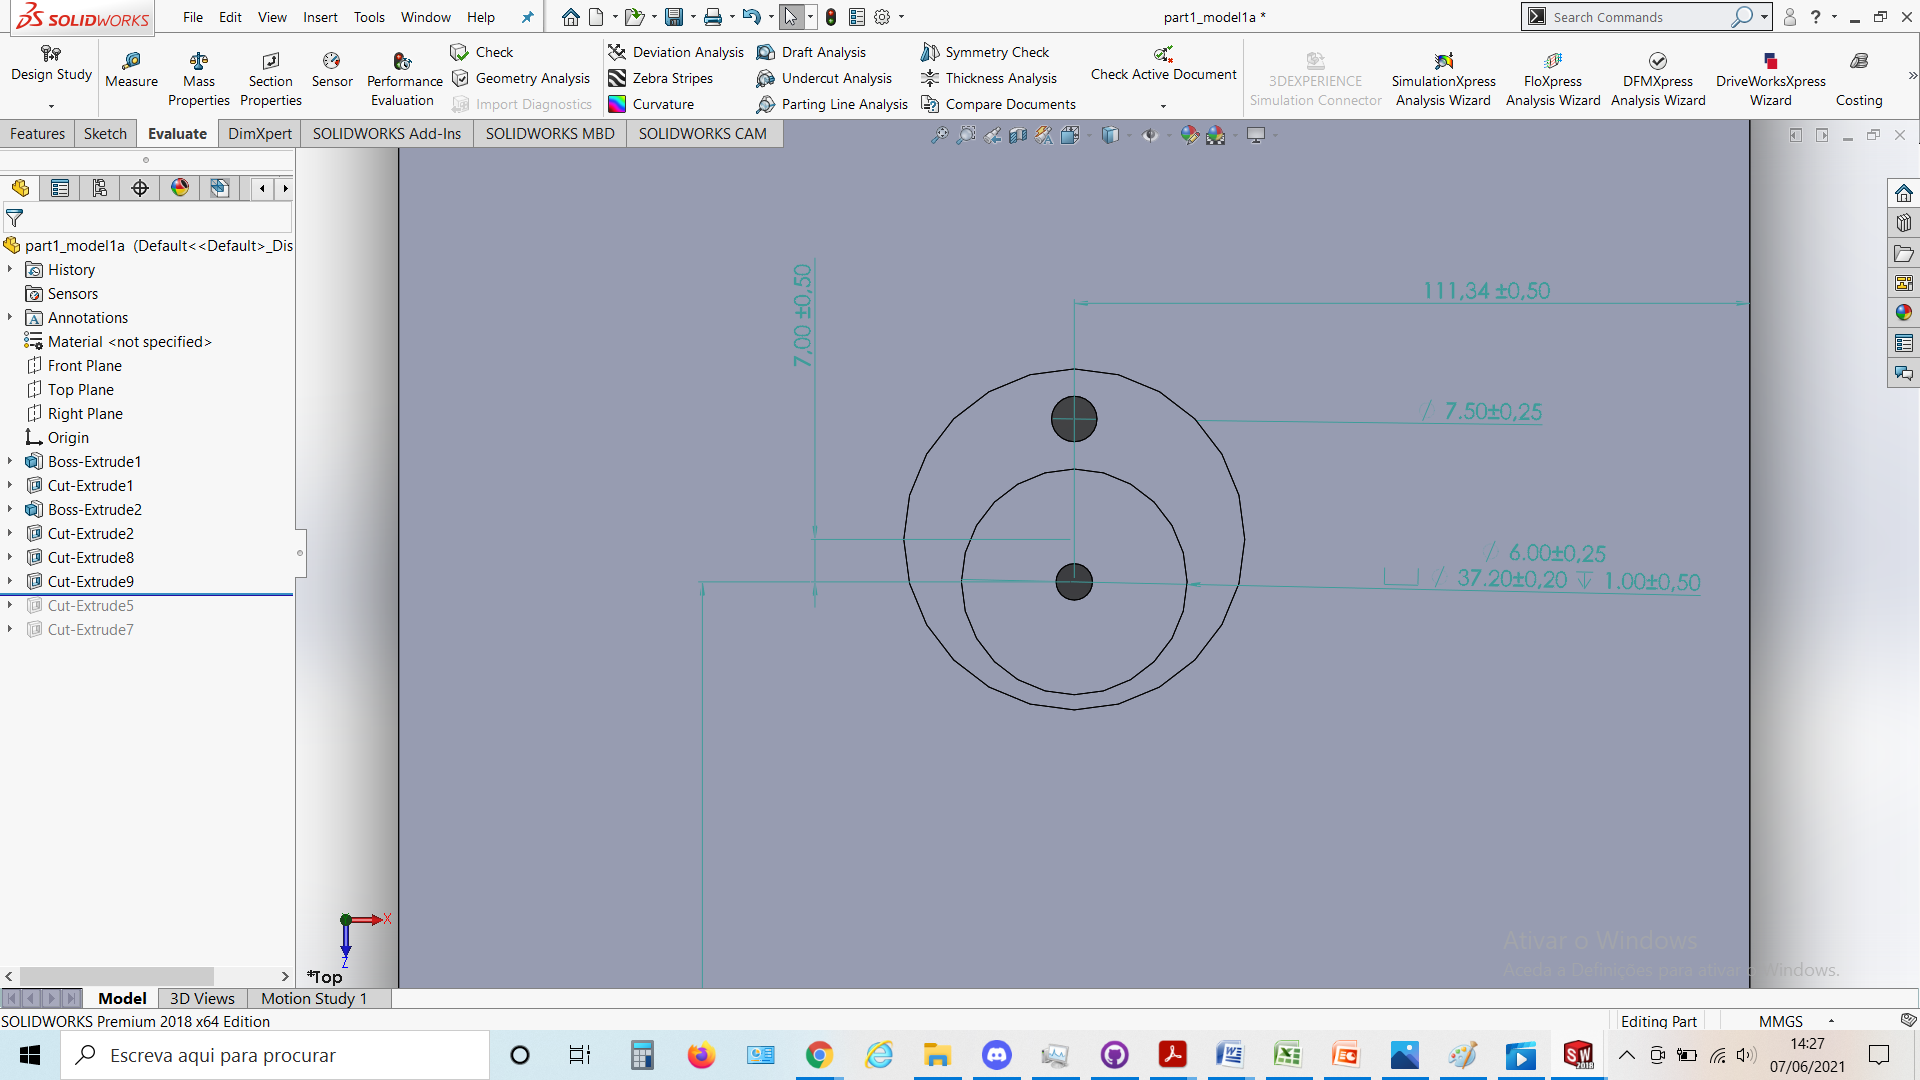 SOLIDWORKS File Edit View Insert Tools Window Help part1_model1a * Search Commands ?
Design Study Measure Mass Properties Section Properties Sensor Performance Evaluation
Check Deviation Analysis Draft Analysis Symmetry Check
Geometry Analysis Zebra Stripes Undercut Analysis Thickness Analysis
Import Diagnostics Curvature Parting Line Analysis Compare Documents
Check Active Document 3DEXPERIENCE Simulation Connector SimulationXpress Analysis Wizard FloXpress Analysis Wizard DFMXpress Analysis Wizard DriveWorksXpress Wizard Costing
Features Sketch Evaluate DimXpert SOLIDWORKS Add-Ins SOLIDWORKS MBD SOLIDWORKS CAM
part1_model1a (Default<<Default>_Dis
History
Sensors
Annotations
Material <not specified>
Front Plane
Top Plane
Right Plane
Origin
Boss-Extrude1
Cut-Extrude1
Boss-Extrude2
Cut-Extrude2
Cut-Extrude8
Cut-Extrude9
Cut-Extrude5
Cut-Extrude7
7,00 ±0,50
111,34 ±0,50
7.50±0,25
6.00±0,25
37.20±0,20 ↧ 1.00±0,50
X
Z
*Top
Ativar o Windows
Aceda a Definições para ativar o Windows.
Model 3D Views Motion Study 1
SOLIDWORKS Premium 2018 x64 Edition Editing Part MMGS
Escreva aqui para procurar
14:27
07/06/2021